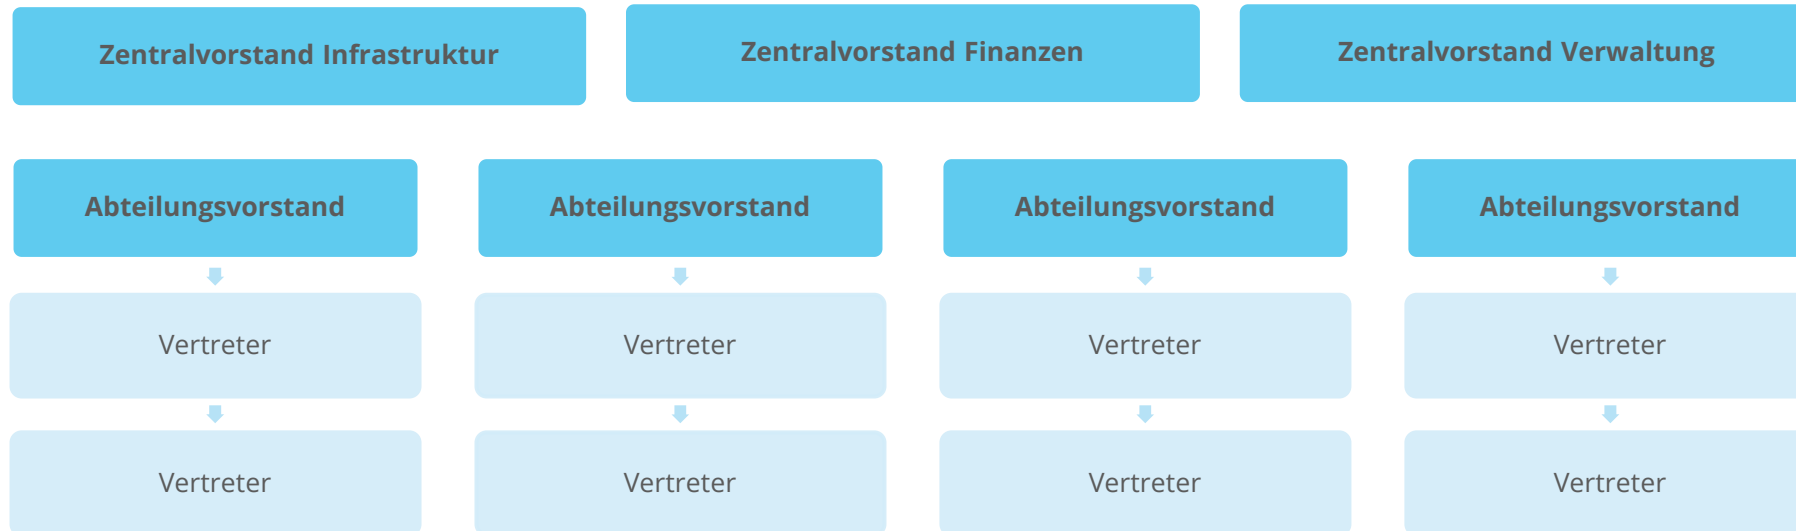 Zentralvorstand Infrastruktur
Zentralvorstand Finanzen
Zentralvorstand Verwaltung
Abteilungsvorstand
Abteilungsvorstand
Abteilungsvorstand
Abteilungsvorstand
Vertreter
Vertreter
Vertreter
Vertreter
Vertreter
Vertreter
Vertreter
Vertreter